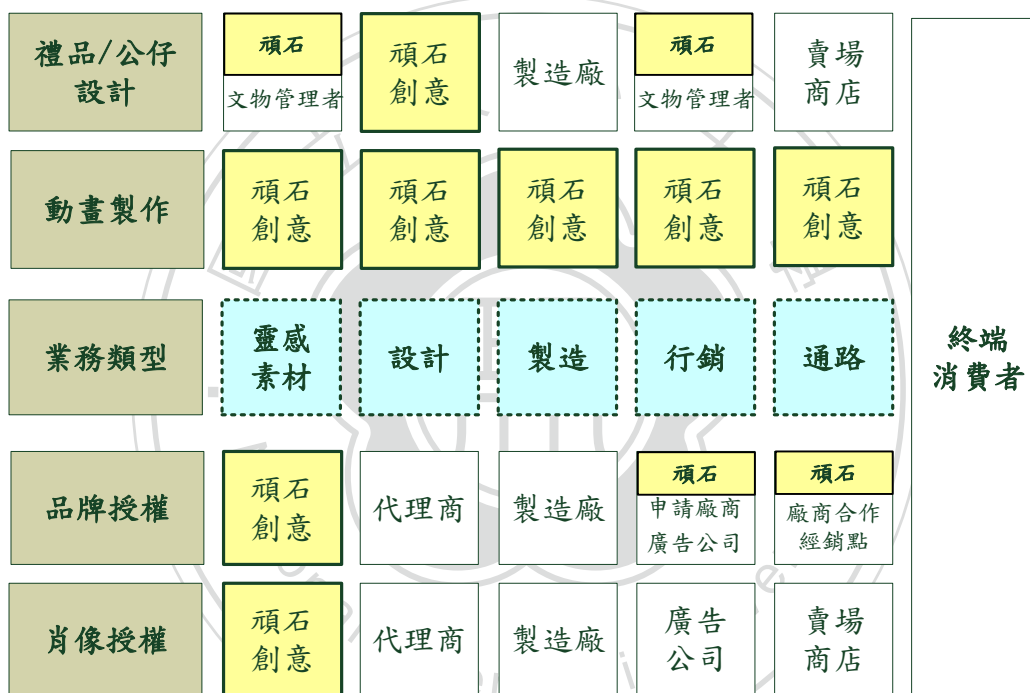 禮品/公仔
設計
頑石
文物管理者
頑石
創意
製造廠
頑石
文物管理者
賣場
商店
動畫製作
頑石
創意
頑石
創意
頑石
創意
頑石
創意
頑石
創意
業務類型
靈感
素材
設計
製造
行銷
通路
終端
消費者
品牌授權
頑石
創意
代理商
製造廠
頑石
申請廠商
廣告公司
頑石
廠商合作
經銷點
肖像授權
頑石
創意
代理商
製造廠
廣告
公司
賣場
商店